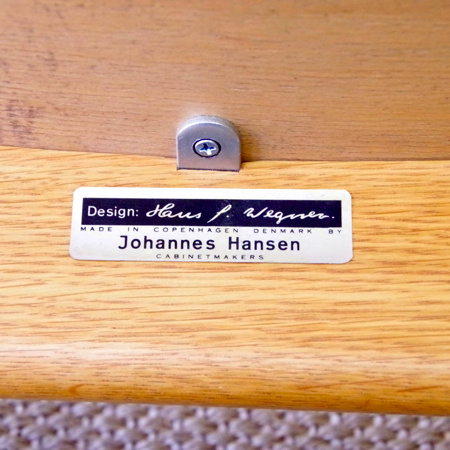 Design: Hans J. Wegner.
MADE IN COPENHAGEN DENMARK BY
Johannes Hansen
CABINETMAKERS